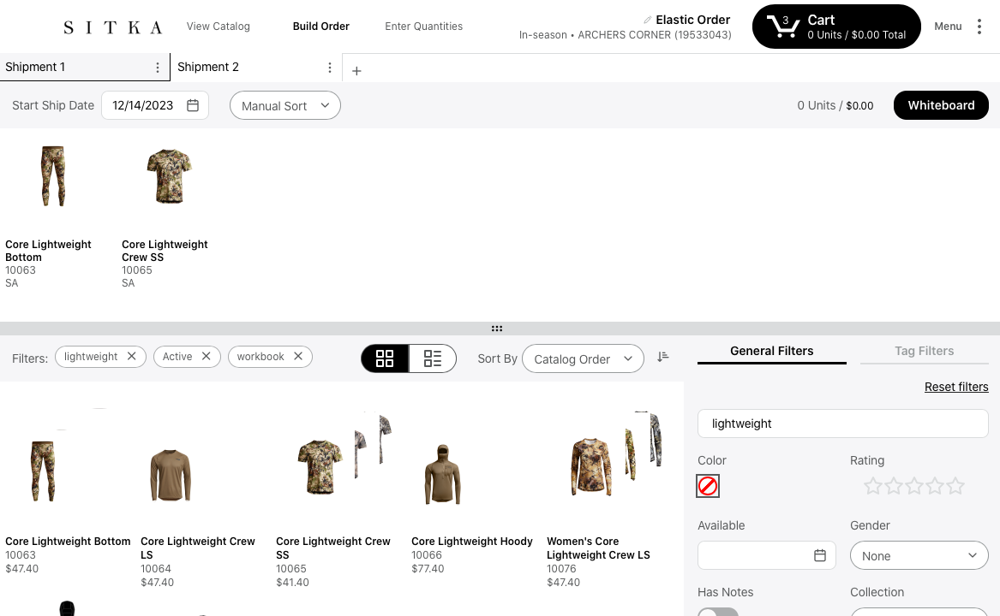 SITKA
View Catalog
Build Order
Enter Quantities
Elastic Order
In-season • ARCHERS CORNER (19533043)
3
Cart
0 Units / $0.00 Total
Menu
Shipment 1
Shipment 2
+
Start Ship Date
12/14/2023
Manual Sort
0 Units / $0.00
Whiteboard
Core Lightweight
Bottom
10063
SA
Core Lightweight
Crew SS
10065
SA
Filters:
lightweight
Active
workbook
Sort By
Catalog Order
General Filters
Tag Filters
Reset filters
lightweight
Color
Rating
Available
Gender
None
Has Notes
Collection
Core Lightweight Bottom
10063
$47.40
Core Lightweight Crew
LS
10064
$47.40
Core Lightweight Crew
SS
10065
$41.40
Core Lightweight Hoody
10066
$77.40
Women's Core
Lightweight Crew LS
10076
$47.40